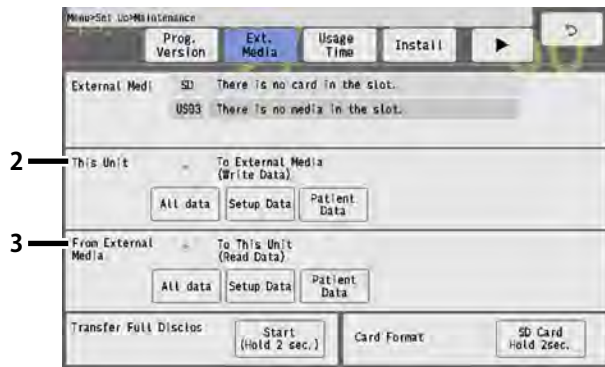 Menu>Set Up>Maintenance
Prog. Version
Ext. Media
Usage Time
Install
External Medi
SD There is no card in the slot.
USB3 There is no media in the slot.
2
This Unit
To External Media
(Write Data)
All data
Setup Data
Patient Data
3
From External Media
To This Unit
(Read Data)
All data
Setup Data
Patient Data
Transfer Full Disclos
Start
(Hold 2 sec.)
Card Format
SD Card
Hold 2sec.